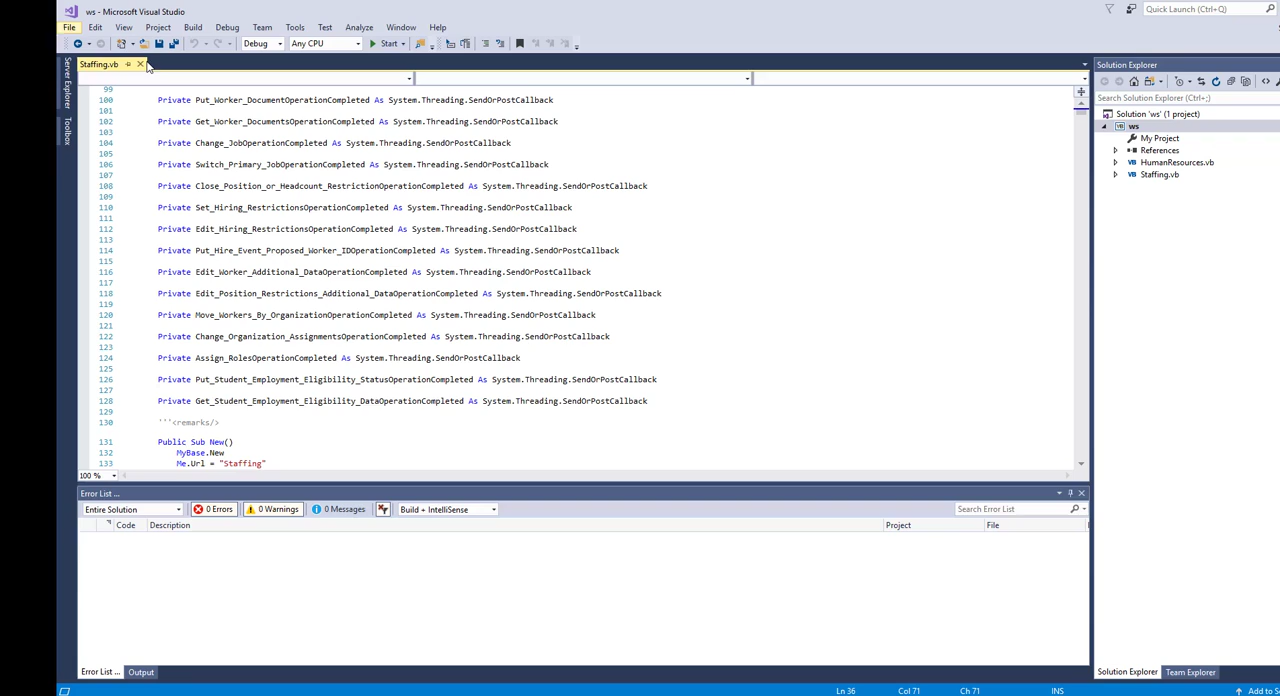 ws - Microsoft Visual Studio
Quick Launch (Ctrl+Q)
File Edit View Project Build Debug Team Tools Test Analyze Window Help
Debug Any CPU Start
Server Explorer
Toolbox
Staffing.vb
99
100 Private Put_Worker_DocumentOperationCompleted As System.Threading.SendOrPostCallback
101
102 Private Get_Worker_DocumentsOperationCompleted As System.Threading.SendOrPostCallback
103
104 Private Change_JobOperationCompleted As System.Threading.SendOrPostCallback
105
106 Private Switch_Primary_JobOperationCompleted As System.Threading.SendOrPostCallback
107
108 Private Close_Position_or_Headcount_RestrictionOperationCompleted As System.Threading.SendOrPostCallback
109
110 Private Set_Hiring_RestrictionsOperationCompleted As System.Threading.SendOrPostCallback
111
112 Private Edit_Hiring_RestrictionsOperationCompleted As System.Threading.SendOrPostCallback
113
114 Private Put_Hire_Event_Proposed_Worker_IDOperationCompleted As System.Threading.SendOrPostCallback
115
116 Private Edit_Worker_Additional_DataOperationCompleted As System.Threading.SendOrPostCallback
117
118 Private Edit_Position_Restrictions_Additional_DataOperationCompleted As System.Threading.SendOrPostCallback
119
120 Private Move_Workers_By_OrganizationOperationCompleted As System.Threading.SendOrPostCallback
121
122 Private Change_Organization_AssignmentsOperationCompleted As System.Threading.SendOrPostCallback
123
124 Private Assign_RolesOperationCompleted As System.Threading.SendOrPostCallback
125
126 Private Put_Student_Employment_Eligibility_StatusOperationCompleted As System.Threading.SendOrPostCallback
127
128 Private Get_Student_Employment_Eligibility_DataOperationCompleted As System.Threading.SendOrPostCallback
129
130 '''<remarks/>
131 Public Sub New()
132 MyBase.New
133 Me.Url = "Staffing"
100 %
Solution Explorer
Search Solution Explorer (Ctrl+;)
Solution 'ws' (1 project)
ws
My Project
References
HumanResources.vb
Staffing.vb
Error List ...
Entire Solution 0 Errors 0 Warnings 0 Messages Build + IntelliSense Search Error List
Code Description Project File
Error List ... Output
Solution Explorer Team Explorer
Ln 36 Col 71 Ch 71 INS Add to S